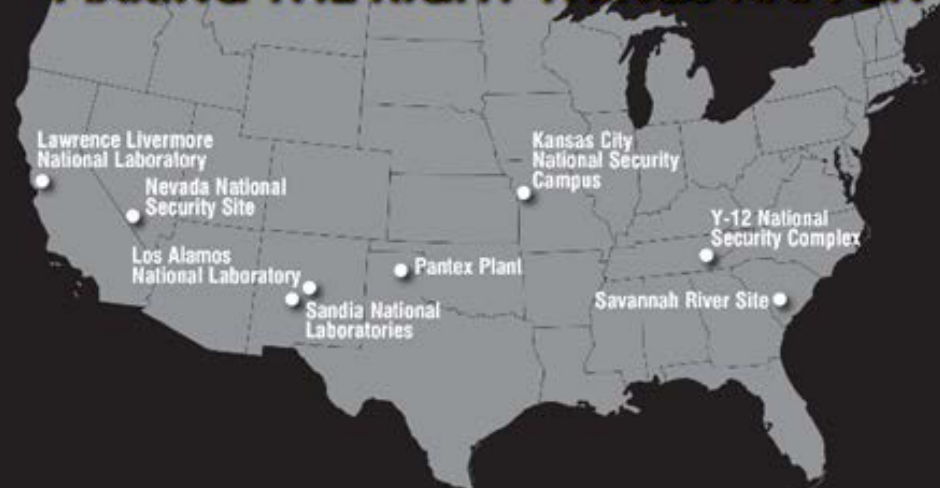 Lawrence Livermore
National Laboratory
Nevada National
Security Site
Los Alamos
National Laboratory
Sandia National
Laboratories
Pantex Plant
Kansas City
National Security
Campus
Y-12 National
Security Complex
Savannah River Site